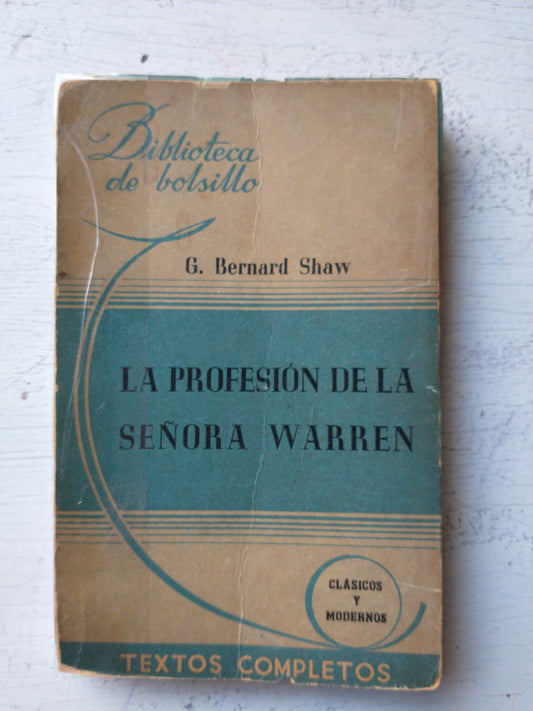 Biblioteca
de bolsillo
G. Bernard Shaw
LA PROFESIÓN DE LA
SEÑORA WARREN
CLÁSICOS
Y
MODERNOS
TEXTOS COMPLETOS